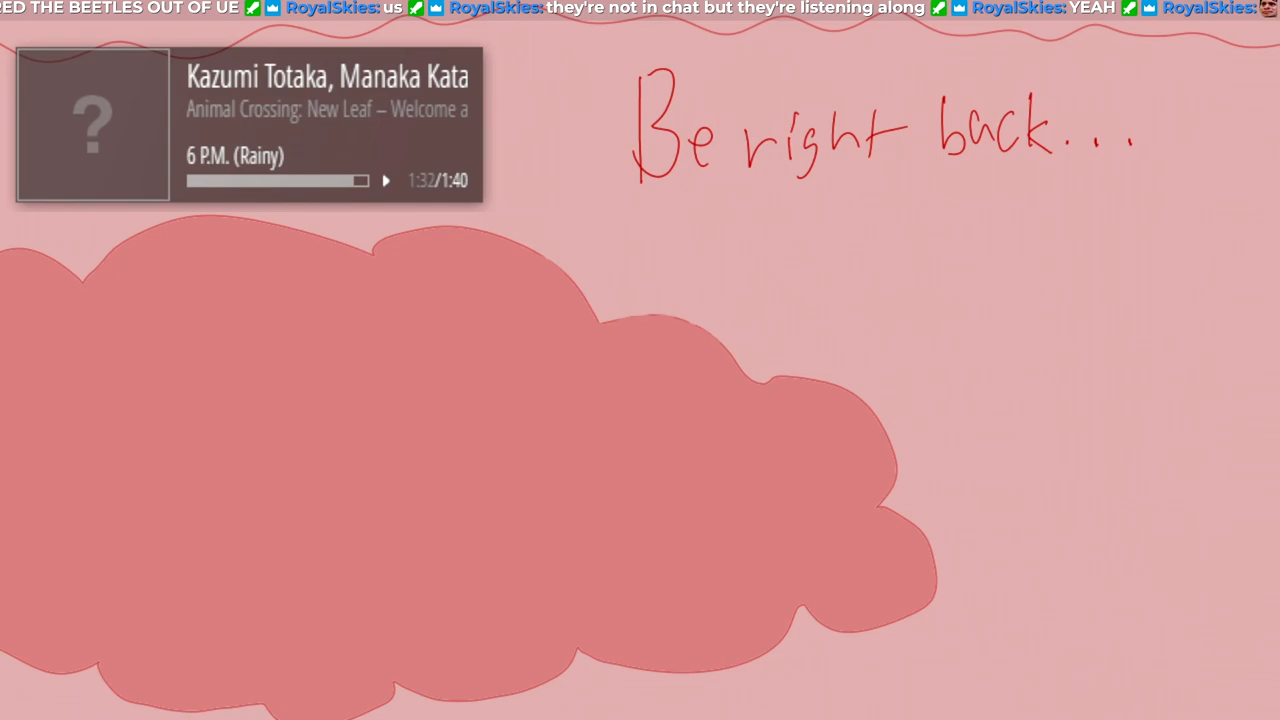 RED THE BEETLES OUT OF UE RoyalSkies: us RoyalSkies: they're not in chat but they're listening along RoyalSkies: YEAH RoyalSkies:
Kazumi Totaka, Manaka Kata
Animal Crossing: New Leaf – Welcome a
6 P.M. (Rainy)
1:32/1:40
Be right back...